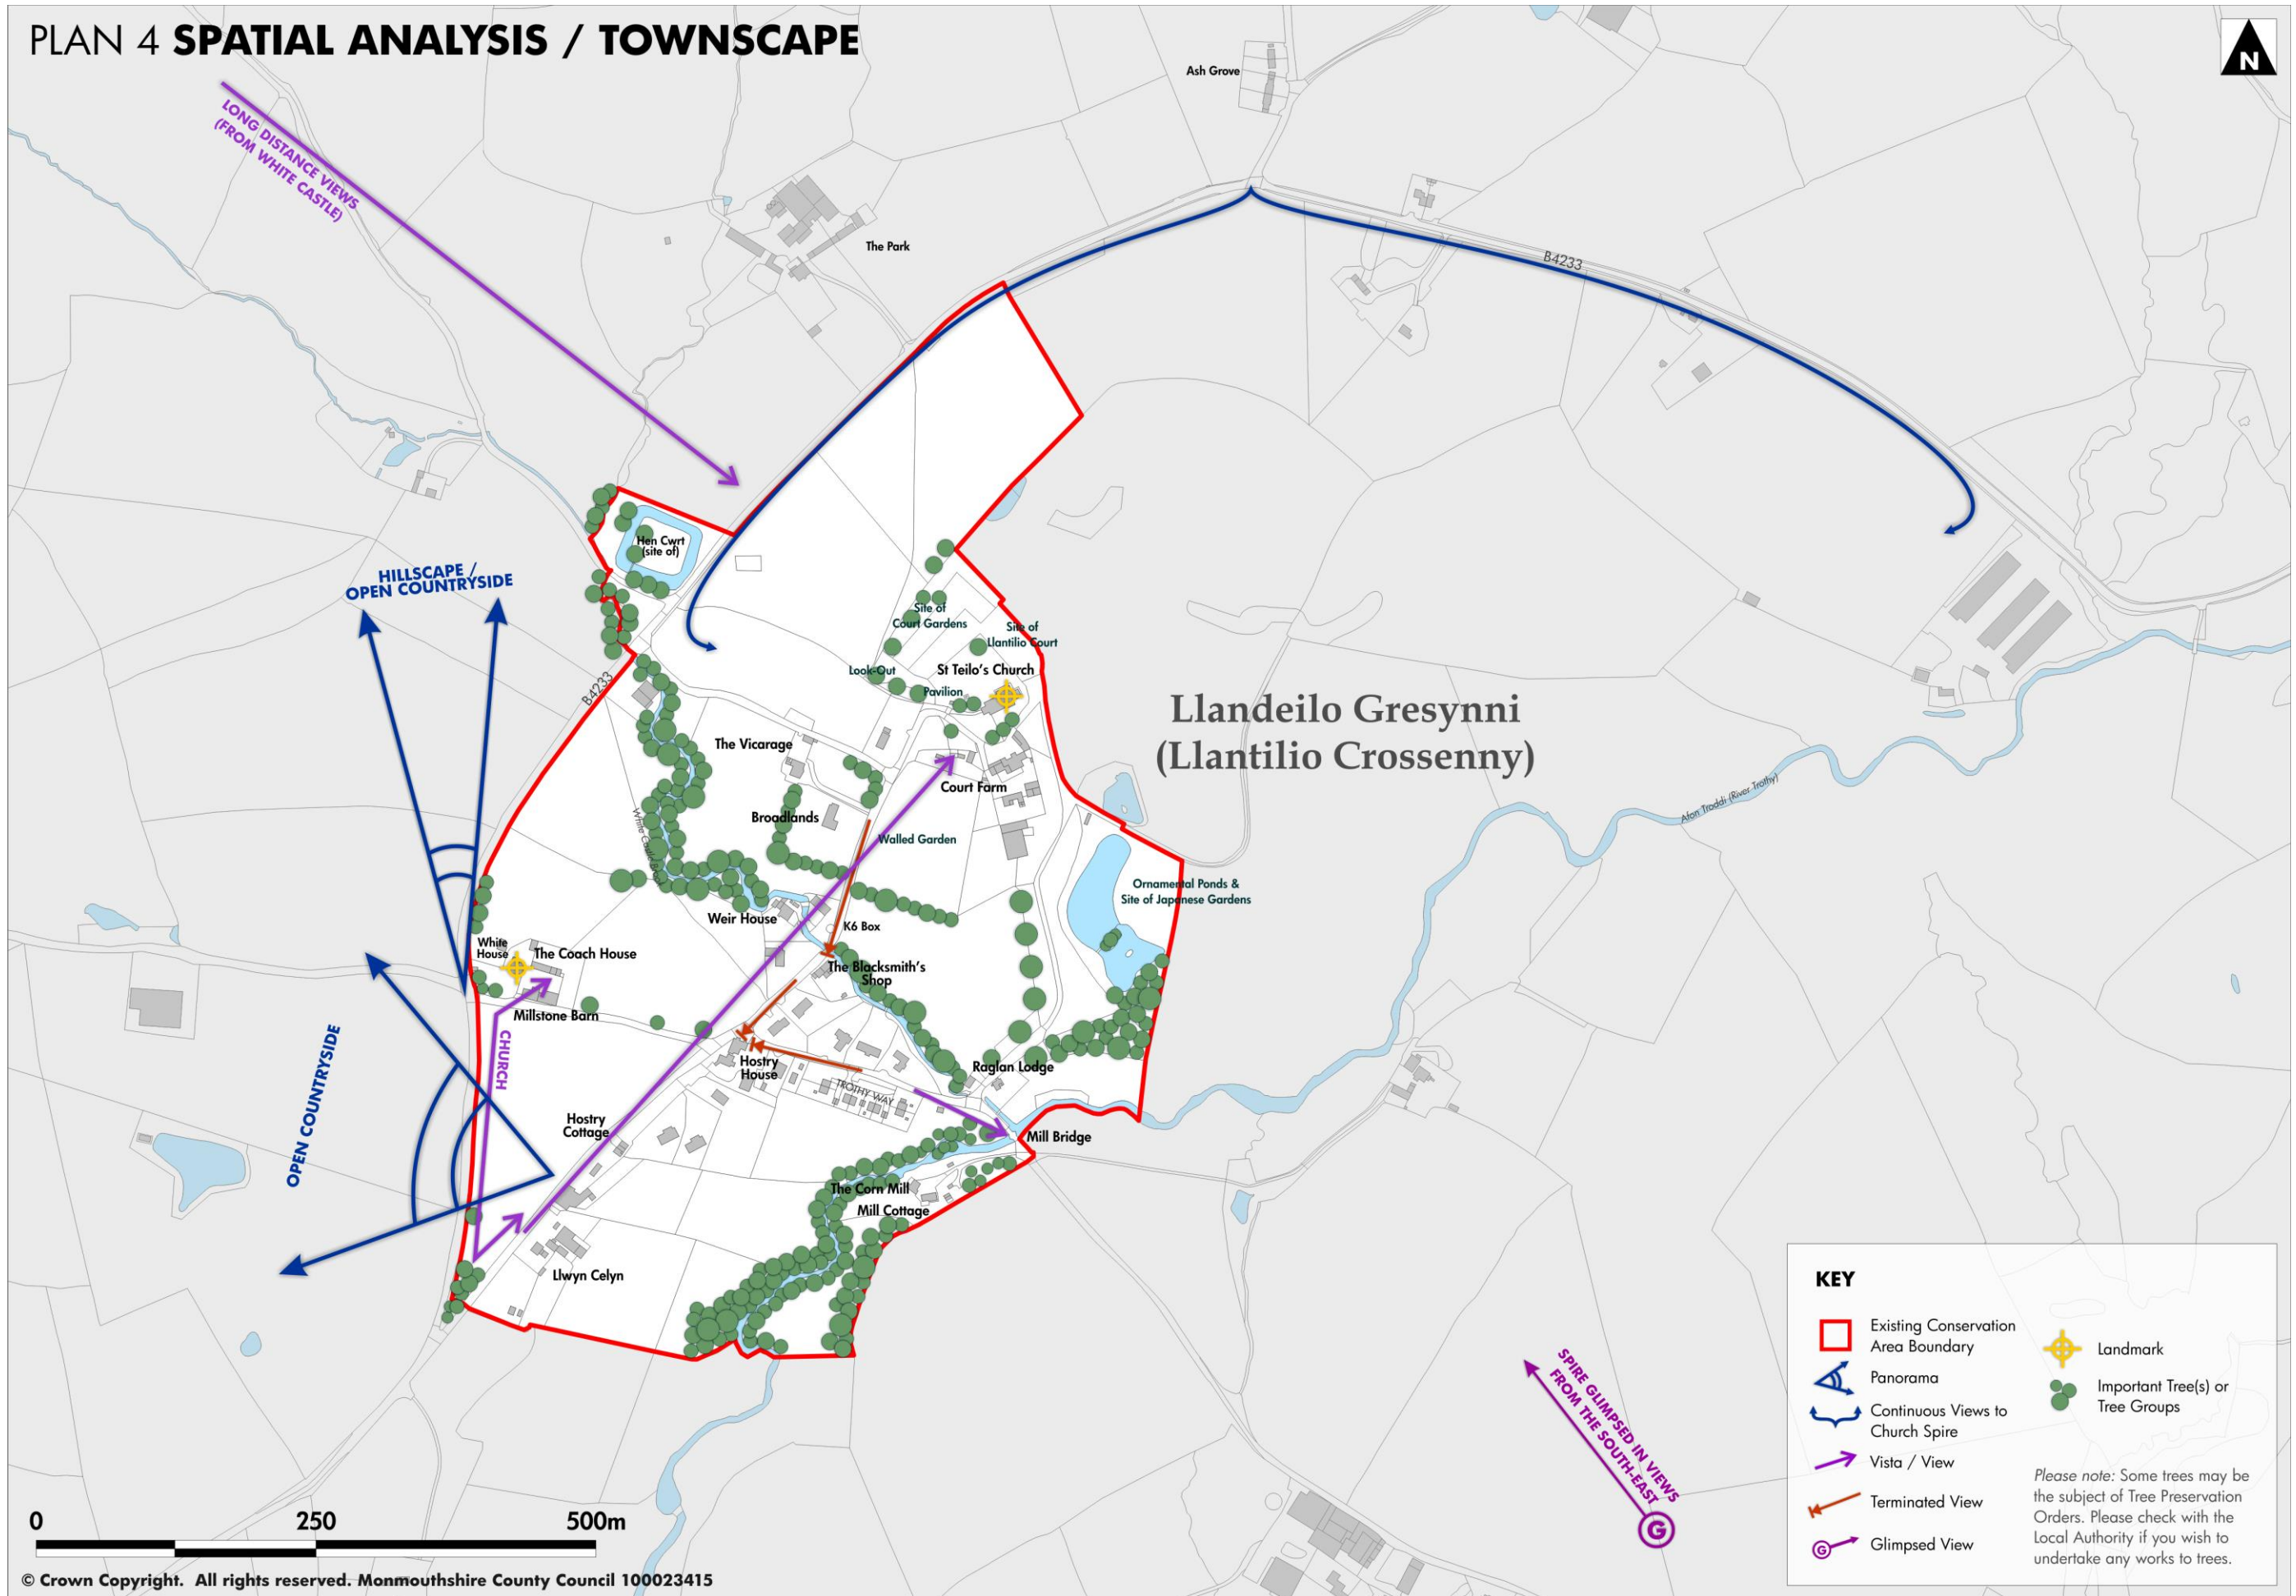 PLAN 4 SPATIAL ANALYSIS / TOWNSCAPE
N
Ash Grove
LONG DISTANCE VIEWS
(FROM WHITE CASTLE)
The Park
B4233
Hen Cwrt
(site of)
HILLSCAPE /
OPEN COUNTRYSIDE
Site of
Court Gardens
Site of
Llantilio Court
Look-Out
St Teilo's Church
Pavilion
B4233
Llandeilo Gresynni
(Llantilio Crossenny)
The Vicarage
Court Farm
Afon Troddi (River Trothy)
Broadlands
Walled Garden
White Castle
Ornamental Ponds &
Site of Japanese Gardens
Weir House
K6 Box
White
House
The Coach House
The Blacksmith's
Shop
Millstone Barn
CHURCH
OPEN COUNTRYSIDE
Hostry
House
Raglan Lodge
TROTHY WAY
Hostry
Cottage
Mill Bridge
The Corn Mill
Mill Cottage
Llwyn Celyn
SPIRE GLIMPSED IN VIEWS
FROM THE SOUTH-EAST
G
KEY
Existing Conservation
Area Boundary
Panorama
Continuous Views to
Church Spire
Vista / View
Terminated View
G
Glimpsed View
Landmark
Important Tree(s) or
Tree Groups
Please note: Some trees may be
the subject of Tree Preservation
Orders. Please check with the
Local Authority if you wish to
undertake any works to trees.
0 250 500m
© Crown Copyright. All rights reserved. Monmouthshire County Council 100023415